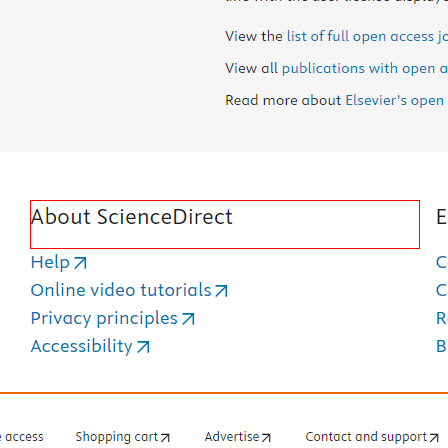 View the list of full open access
View all publications with open
Read more about Elsevier's open
About ScienceDirect
Help
Online video tutorials
Privacy principles
Accessibility
access Shopping cart Advertise Contact and support